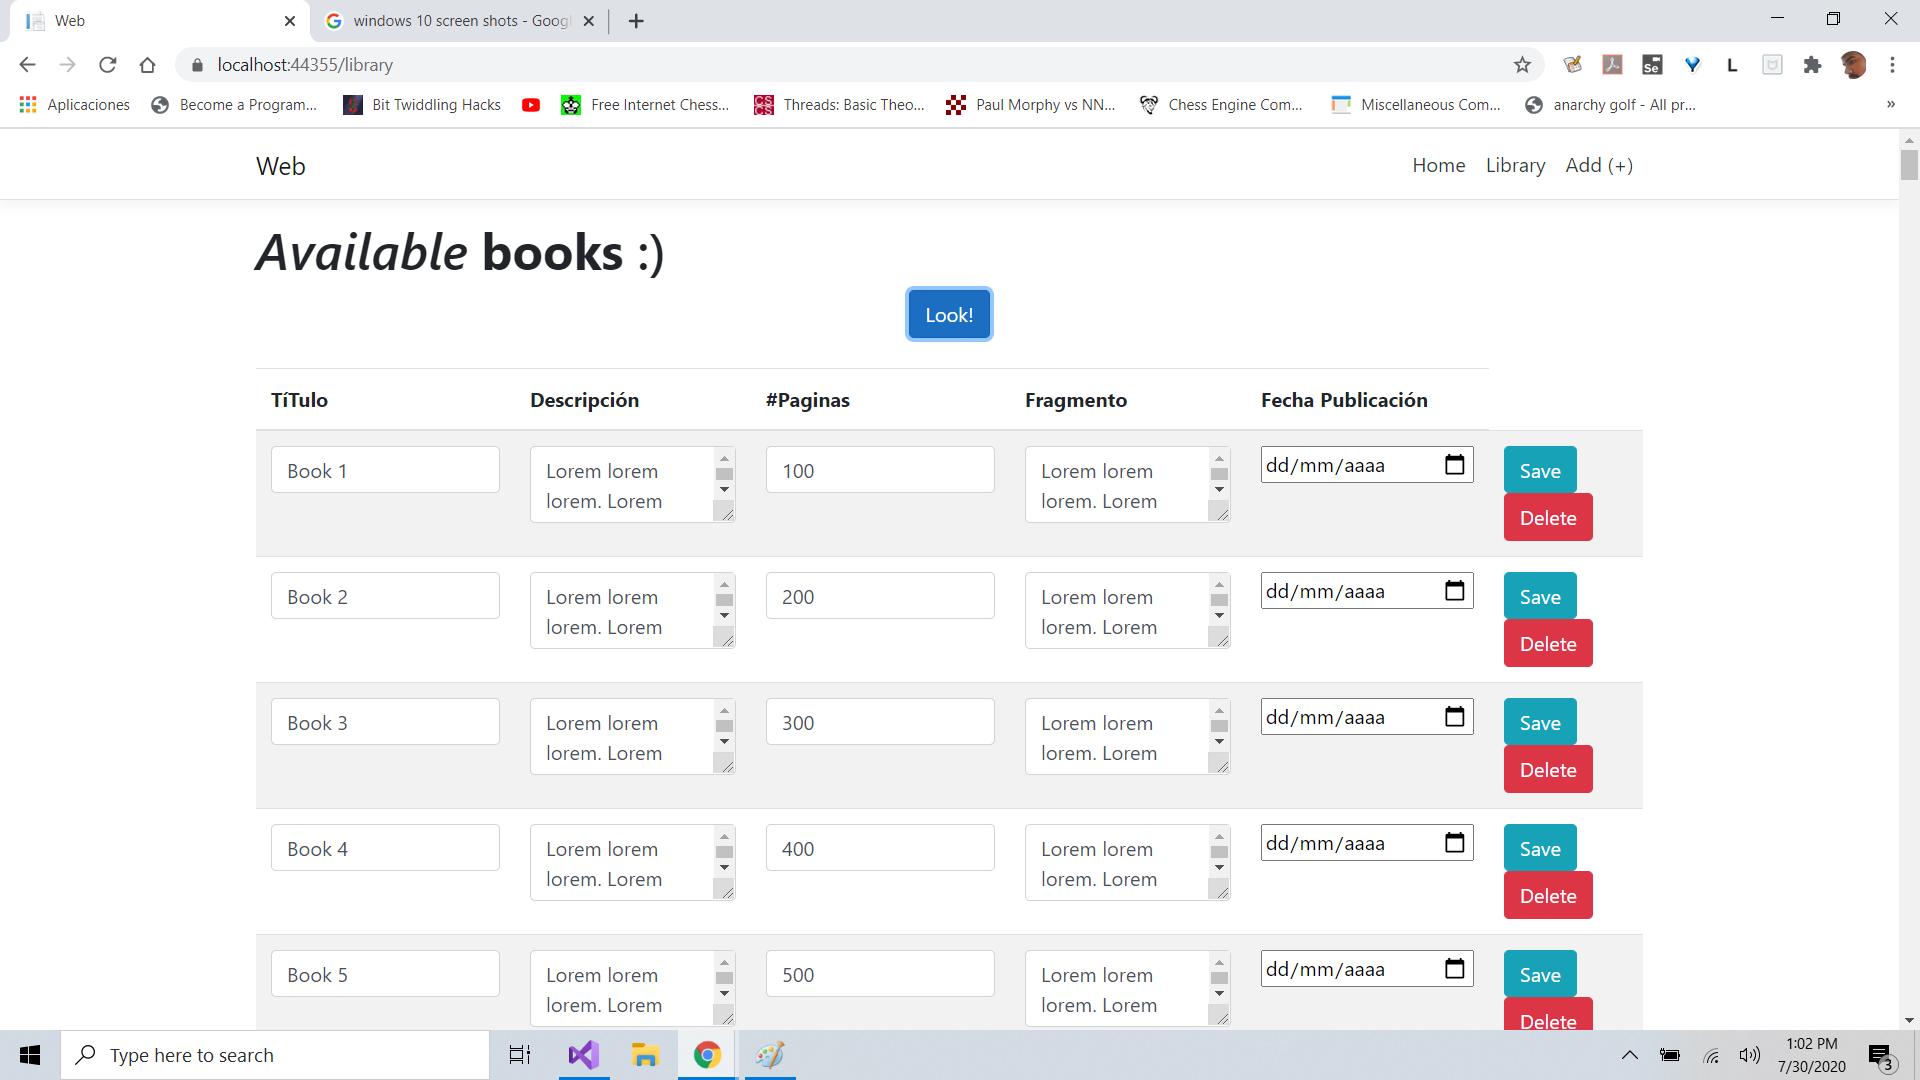 Web
windows 10 screen shots - Goog
localhost:44355/library
Se
L
Aplicaciones
Become a Program...
Bit Twiddling Hacks
Free Internet Chess...
CS
CS
Threads: Basic Theo...
Paul Morphy vs NN...
Chess Engine Com...
Miscellaneous Com...
anarchy golf - All pr...
»
Web
Home
Library
Add (+)
Available books :)
Look!
TíTulo
Descripción
#Paginas
Fragmento
Fecha Publicación
Book 1
Lorem lorem
lorem. Lorem
100
Lorem lorem
lorem. Lorem
dd/mm/aaaa
Save
Delete
Book 2
Lorem lorem
lorem. Lorem
200
Lorem lorem
lorem. Lorem
dd/mm/aaaa
Save
Delete
Book 3
Lorem lorem
lorem. Lorem
300
Lorem lorem
lorem. Lorem
dd/mm/aaaa
Save
Delete
Book 4
Lorem lorem
lorem. Lorem
400
Lorem lorem
lorem. Lorem
dd/mm/aaaa
Save
Delete
Book 5
Lorem lorem
lorem. Lorem
500
Lorem lorem
lorem. Lorem
dd/mm/aaaa
Save
Delete
Type here to search
1:02 PM
7/30/2020
3